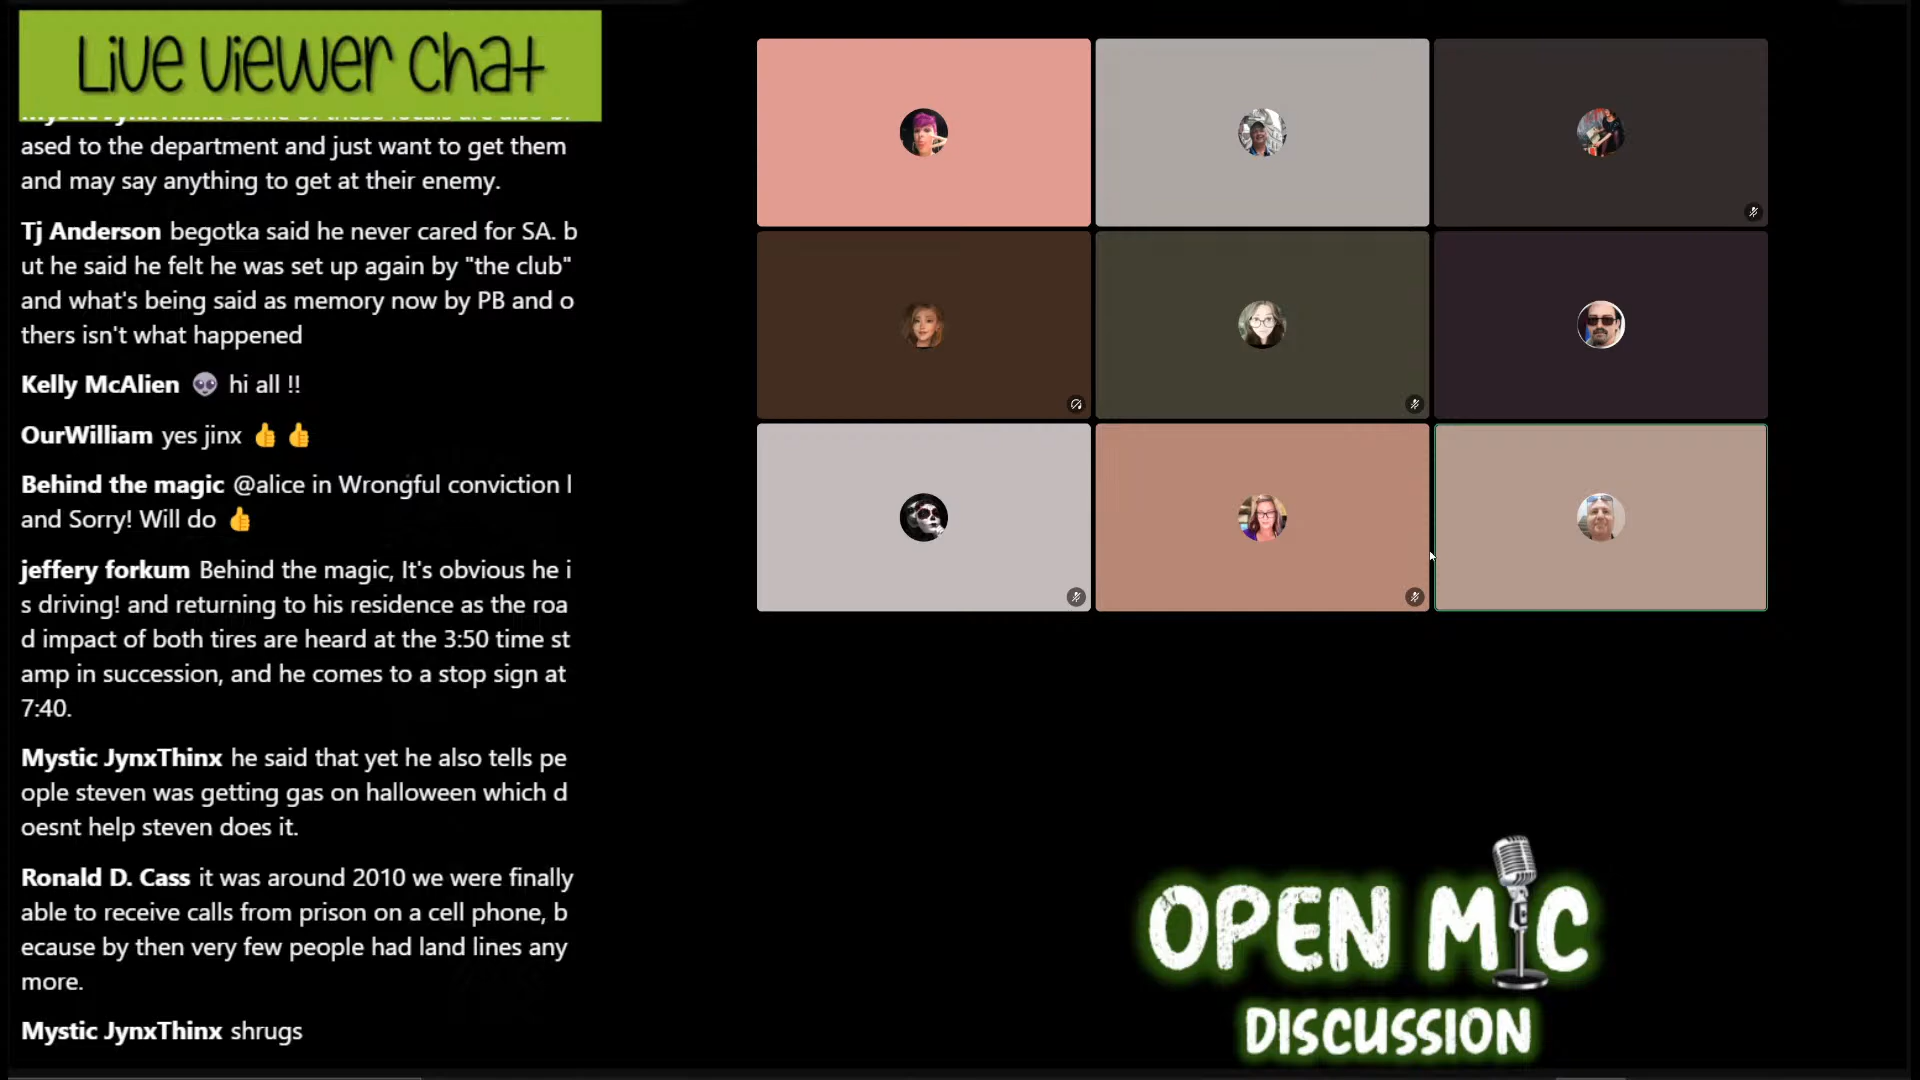 Live Viewer Chat
Mystic JynxThinx some of these locals are also bi
ased to the department and just want to get them
and may say anything to get at their enemy.
Tj Anderson begotka said he never cared for SA. b
ut he said he felt he was set up again by "the club"
and what's being said as memory now by PB and o
thers isn't what happened
Kelly McAlien 👽 hi all !!
OurWilliam yes jinx 👍 👍
Behind the magic @alice in Wrongful conviction l
and Sorry! Will do 👍
jeffery forkum Behind the magic, It's obvious he i
s driving! and returning to his residence as the roa
d impact of both tires are heard at the 3:50 time st
amp in succession, and he comes to a stop sign at
7:40.
Mystic JynxThinx he said that yet he also tells pe
ople steven was getting gas on halloween which d
oesnt help steven does it.
Ronald D. Cass it was around 2010 we were finally
able to receive calls from prison on a cell phone, b
ecause by then very few people had land lines any
more.
Mystic JynxThinx shrugs
OPEN MIC
DISCUSSION